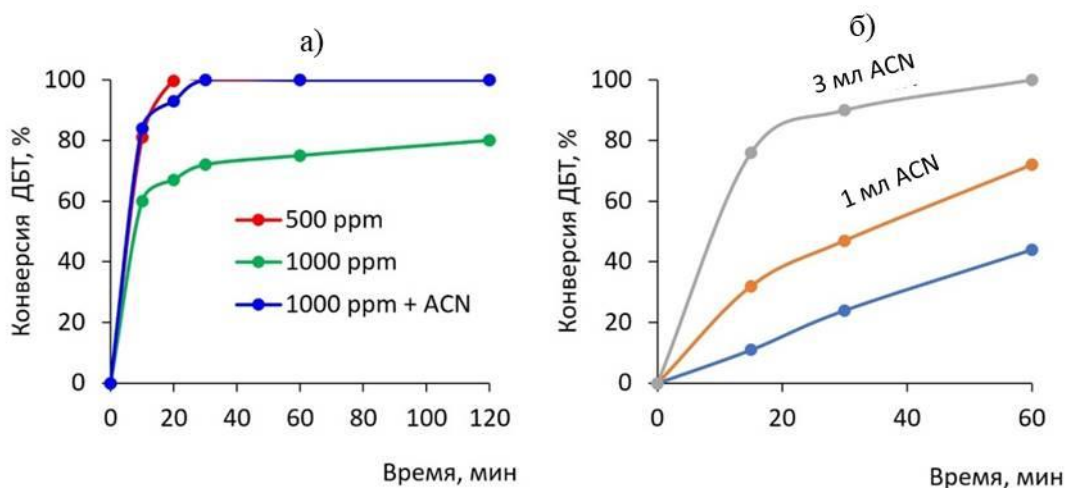 а)
Конверсия ДБТ, %
100
80
60
40
20
0
500 ppm
1000 ppm
1000 ppm + ACN
0 20 40 60 80 100 120
Время, мин
б)
Конверсия ДБТ, %
100
80
60
40
20
0
3 мл ACN
1 мл ACN
0 20 40 60
Время, мин